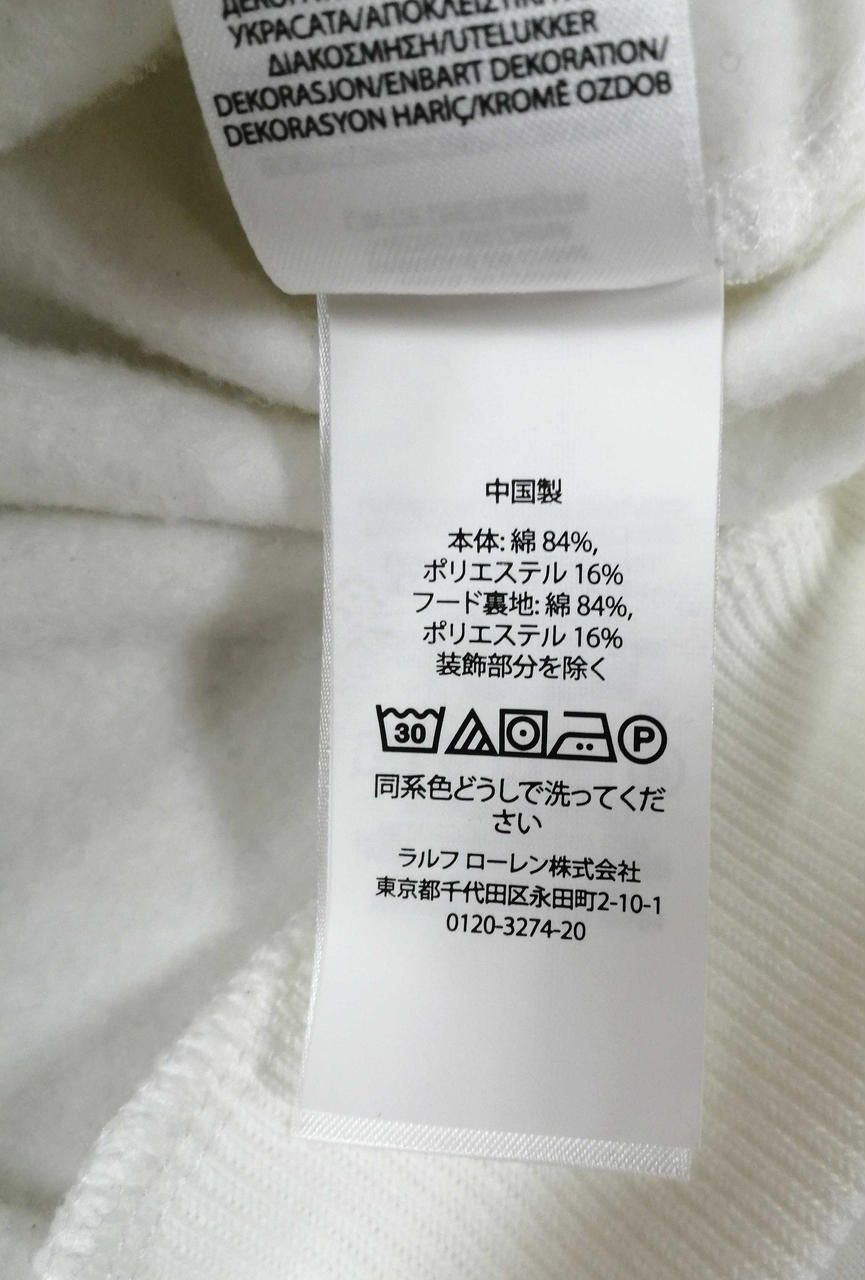 УКРАСАТА/ΑΠΟΚΛΕΙΣΤΙΚΑ
ΔΙΑΚΟΣΜΗΣΗ/UTELUKKER
DEKORASJON/ENBART DEKORATION/
DEKORASYON HARİÇ/KROMĒ OZDOB
中国製
本体: 綿 84%,
ポリエステル 16%
フード裏地: 綿 84%,
ポリエステル 16%
装飾部分を除く
30 P
同系色どうしで洗ってくだ
さい
ラルフ ローレン株式会社
東京都千代田区永田町2-10-1
0120-3274-20